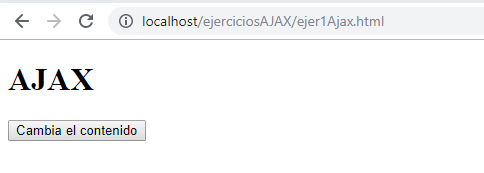 localhost/ejerciciosAJAX/ejer1Ajax.html
AJAX
Cambia el contenido